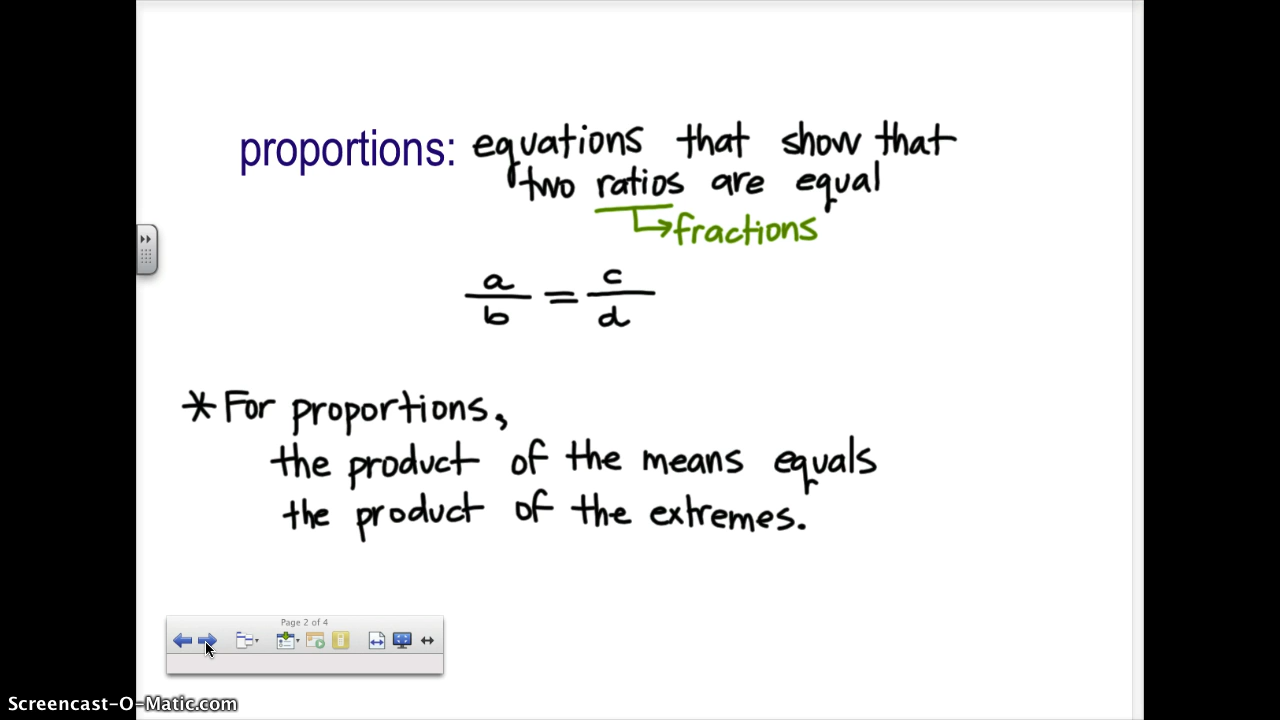 proportions: equations that show that
two ratios are equal
fractions
a/b = c/d
* For proportions,
the product of the means equals
the product of the extremes.
Page 2 of 4
Screencast-O-Matic.com